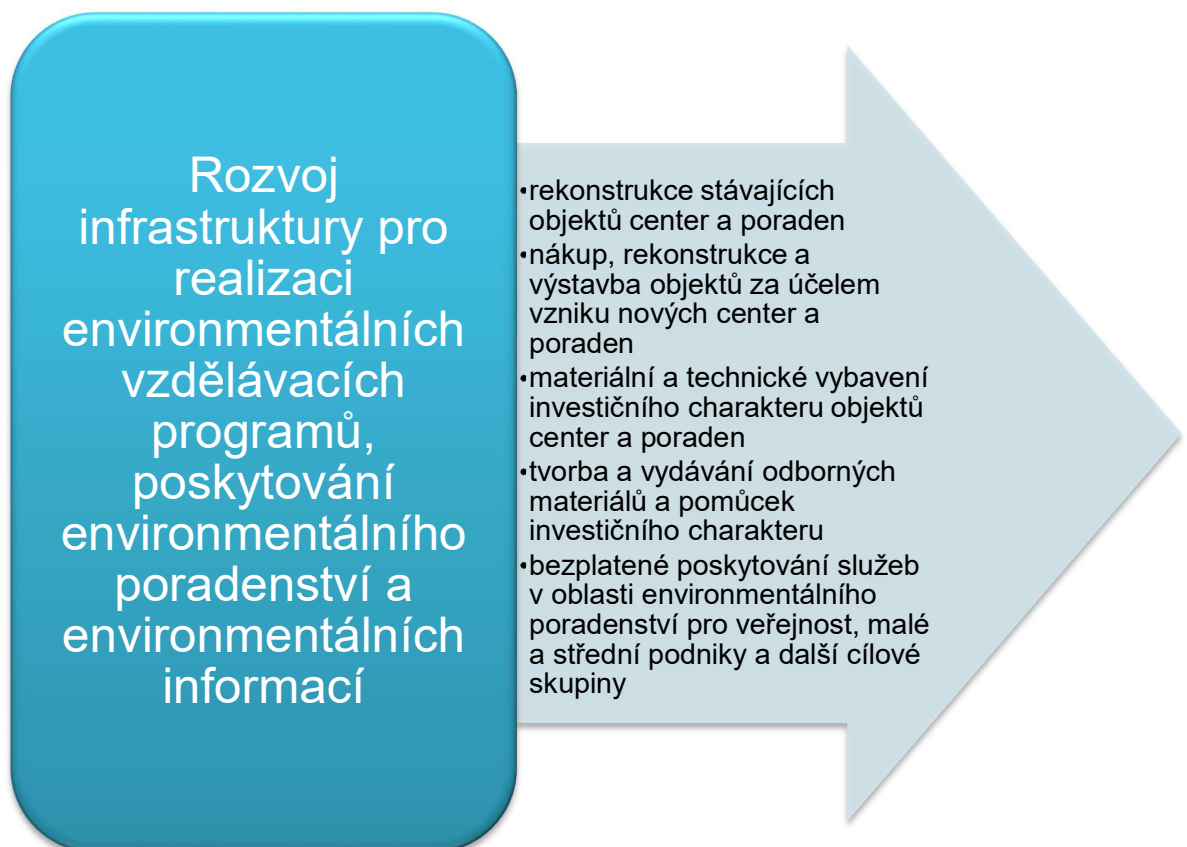 Rozvoj
infrastruktury pro
realizaci
environmentálních
vzdělávacích
programů,
poskytování
environmentálního
poradenství a
environmentálních
informací
•rekonstrukce stávajících
objektů center a poraden
•nákup, rekonstrukce a
výstavba objektů za účelem
vzniku nových center a
poraden
•materiální a technické vybavení
investičního charakteru objektů
center a poraden
•tvorba a vydávání odborných
materiálů a pomůcek
investičního charakteru
•bezplatené poskytování služeb
v oblasti environmentálního
poradenství pro veřejnost, malé
a střední podniky a další cílové
skupiny